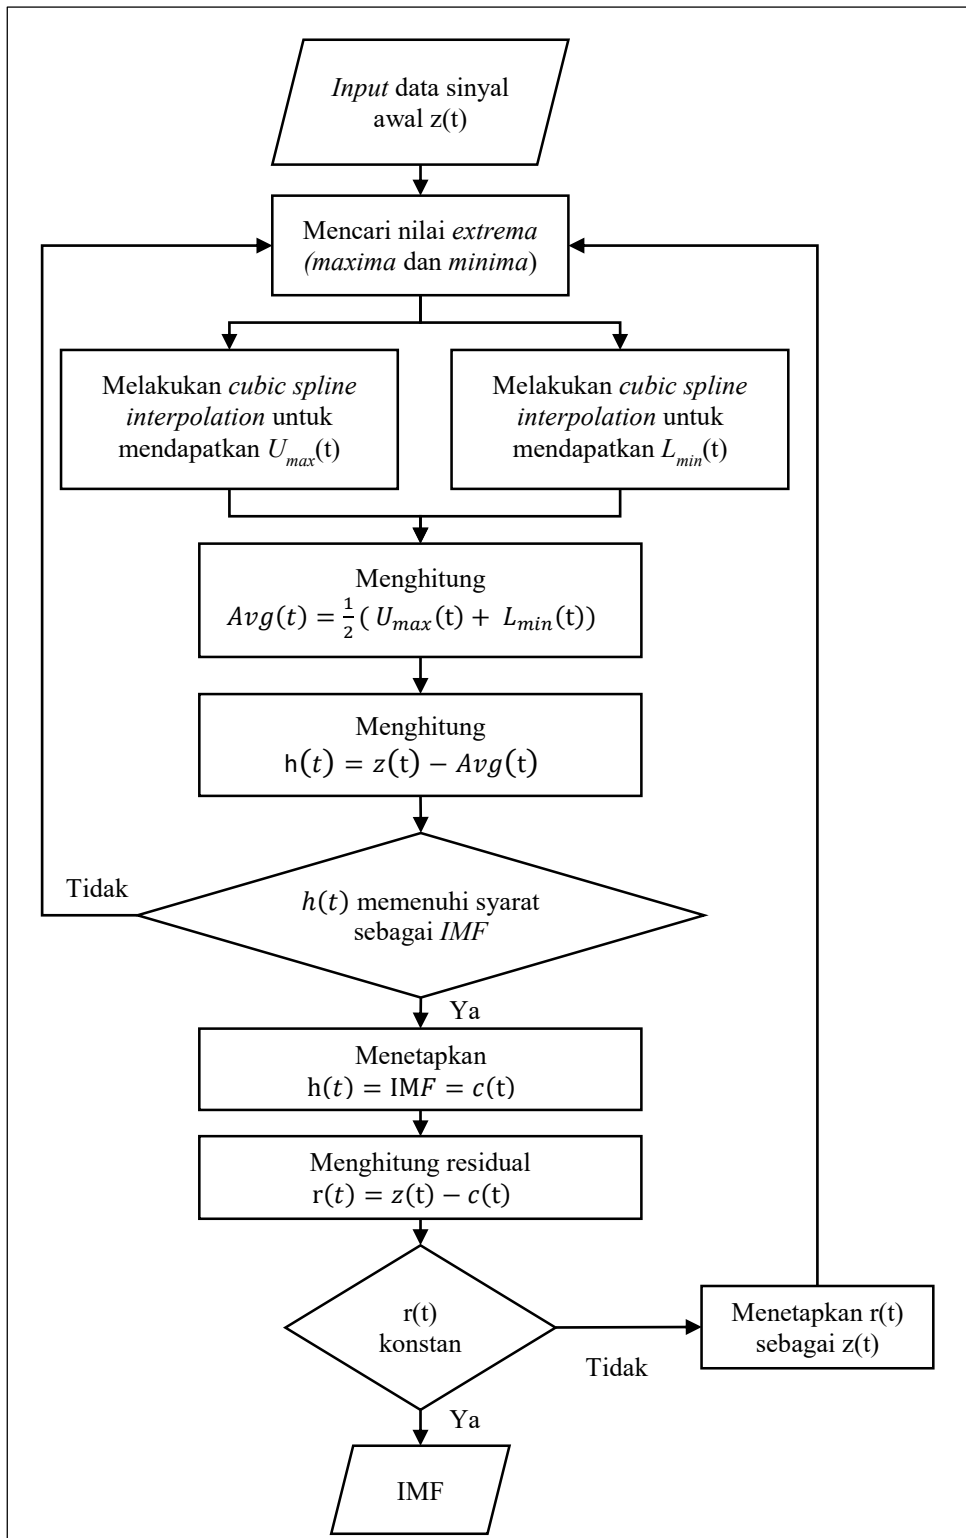 Input data sinyal
awal z(t)
Mencari nilai extrema
(maxima dan minima)
Melakukan cubic spline
interpolation untuk
mendapatkan U_max(t)
Melakukan cubic spline
interpolation untuk
mendapatkan L_min(t)
Menghitung
Avg(t) = 1/2 ( U_max(t) + L_min(t))
Menghitung
h(t) = z(t) − Avg(t)
Tidak
h(t) memenuhi syarat
sebagai IMF
Ya
Menetapkan
h(t) = IMF = c(t)
Menghitung residual
r(t) = z(t) − c(t)
r(t)
konstan
Tidak
Menetapkan r(t)
sebagai z(t)
Ya
IMF